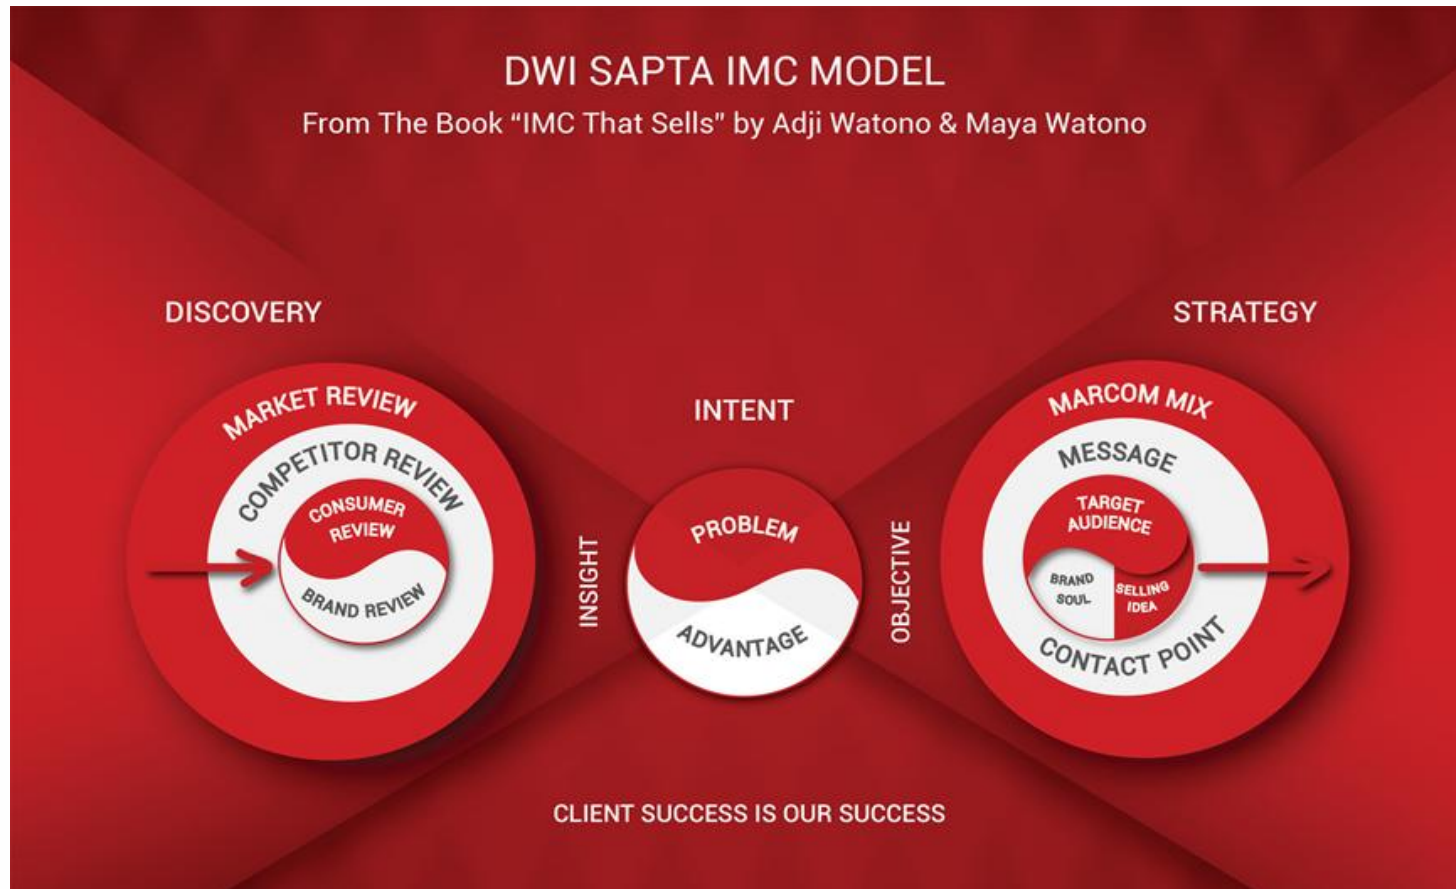 DWI SAPTA IMC MODEL
From The Book “IMC That Sells” by Adji Watono & Maya Watono
DISCOVERY
MARKET REVIEW
COMPETITOR REVIEW
CONSUMER
REVIEW
BRAND REVIEW
INSIGHT
INTENT
PROBLEM
ADVANTAGE
OBJECTIVE
STRATEGY
MARCOM MIX
MESSAGE
TARGET
AUDIENCE
BRAND
SOUL
SELLING
IDEA
CONTACT POINT
CLIENT SUCCESS IS OUR SUCCESS